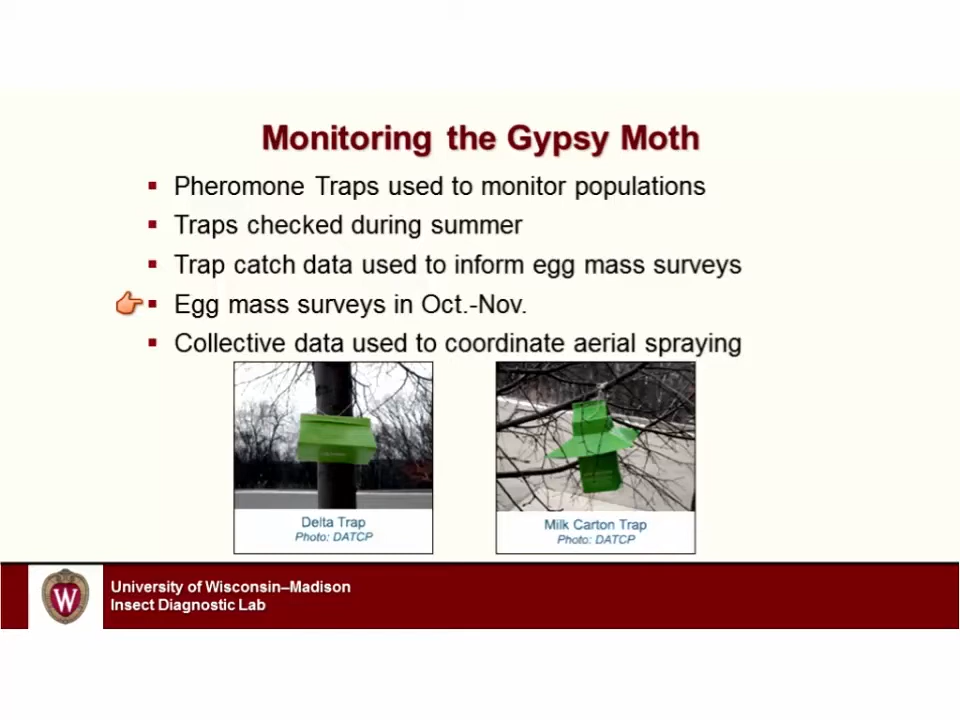 Monitoring the Gypsy Moth
▪ Pheromone Traps used to monitor populations
▪ Traps checked during summer
▪ Trap catch data used to inform egg mass surveys
▪ Egg mass surveys in Oct.-Nov.
▪ Collective data used to coordinate aerial spraying
Delta Trap
Photo: DATCP
Milk Carton Trap
Photo: DATCP
W
University of Wisconsin–Madison
Insect Diagnostic Lab